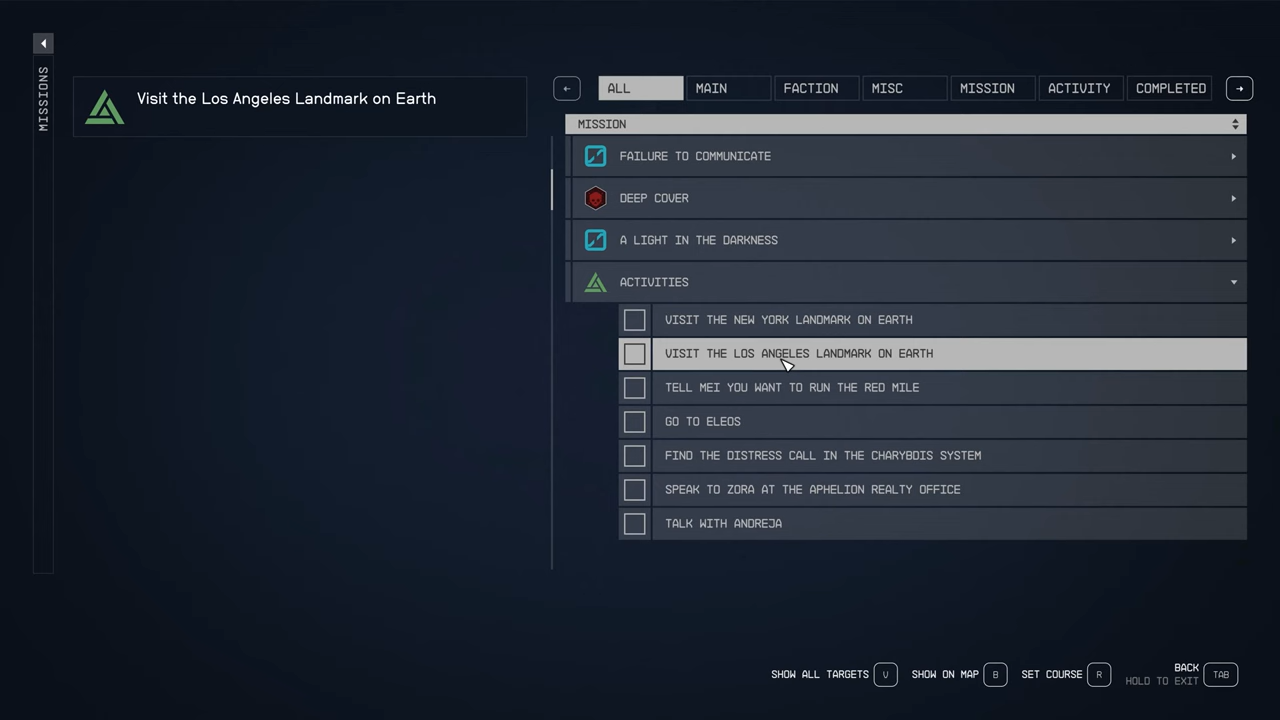 MISSIONS
Visit the Los Angeles Landmark on Earth
ALL MAIN FACTION MISC MISSION ACTIVITY COMPLETED
MISSION
FAILURE TO COMMUNICATE
DEEP COVER
A LIGHT IN THE DARKNESS
ACTIVITIES
VISIT THE NEW YORK LANDMARK ON EARTH
VISIT THE LOS ANGELES LANDMARK ON EARTH
TELL MEI YOU WANT TO RUN THE RED MILE
GO TO ELEOS
FIND THE DISTRESS CALL IN THE CHARYBDIS SYSTEM
SPEAK TO ZORA AT THE APHELION REALTY OFFICE
TALK WITH ANDREJA
SHOW ALL TARGETS V SHOW ON MAP B SET COURSE R BACK TAB
HOLD TO EXIT